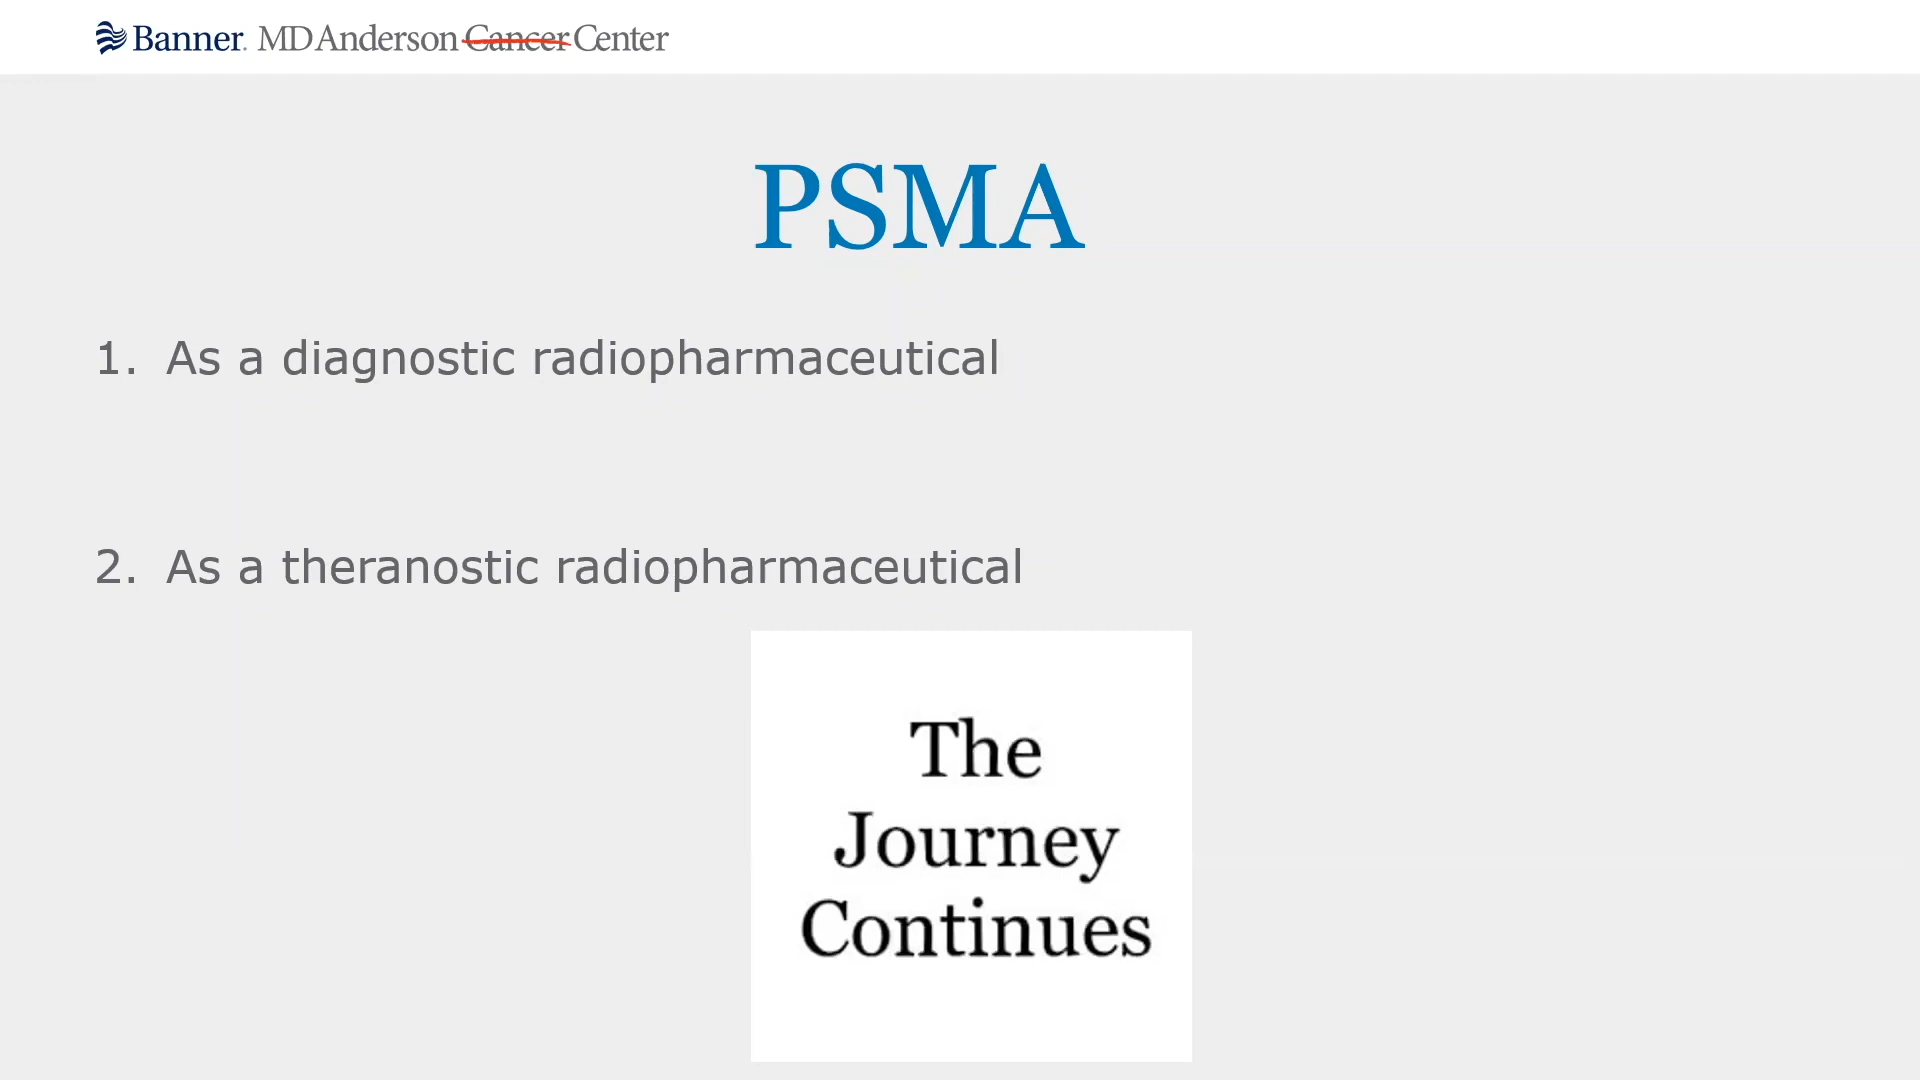 Banner. MD Anderson Cancer Center
PSMA
1. As a diagnostic radiopharmaceutical
2. As a theranostic radiopharmaceutical
The
Journey
Continues